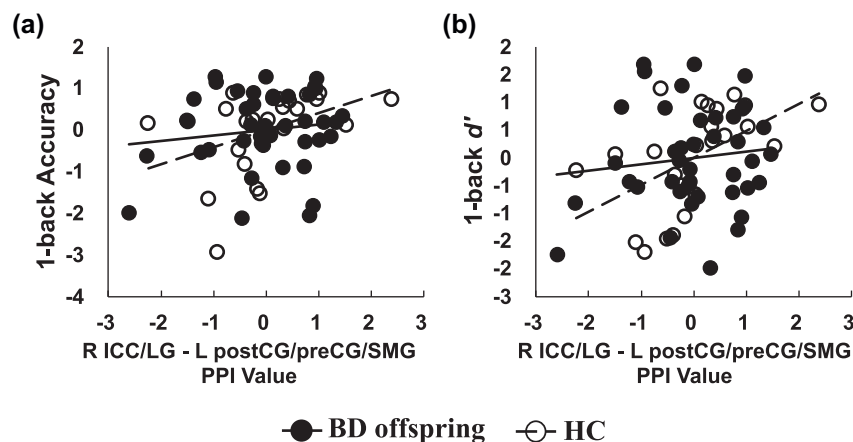 (a)
1-back Accuracy
2
1
0
-1
-2
-3
-4
-3 -2 -1 0 1 2 3
R ICC/LG - L postCG/preCG/SMG
PPI Value
(b)
1-back d'
2
2
1
1
0
-1
-1
-2
-2
-3
-3 -2 -1 0 1 2 3
R ICC/LG - L postCG/preCG/SMG
PPI Value
BD offspring HC